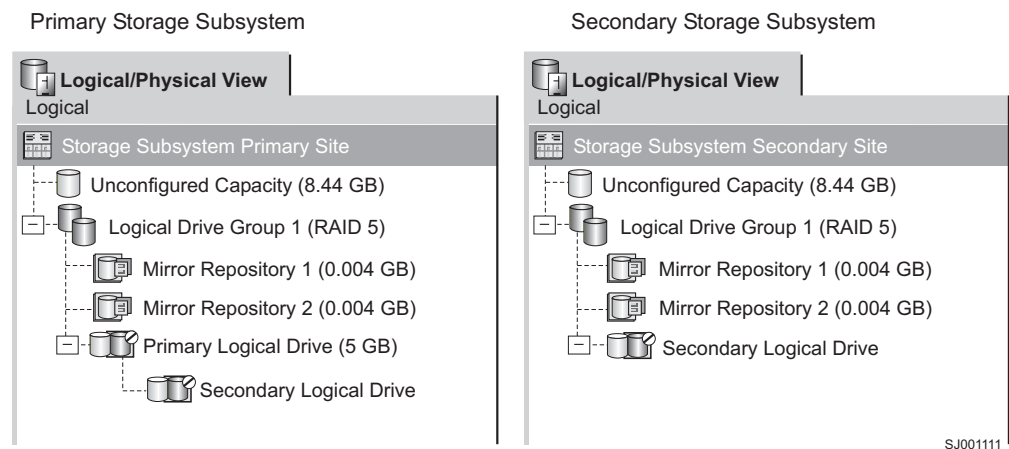 Primary Storage Subsystem
Logical/Physical View
Logical
Storage Subsystem Primary Site
Unconfigured Capacity (8.44 GB)
Logical Drive Group 1 (RAID 5)
Mirror Repository 1 (0.004 GB)
Mirror Repository 2 (0.004 GB)
Primary Logical Drive (5 GB)
Secondary Logical Drive
Secondary Storage Subsystem
Logical/Physical View
Logical
Storage Subsystem Secondary Site
Unconfigured Capacity (8.44 GB)
Logical Drive Group 1 (RAID 5)
Mirror Repository 1 (0.004 GB)
Mirror Repository 2 (0.004 GB)
Secondary Logical Drive
SJ001111